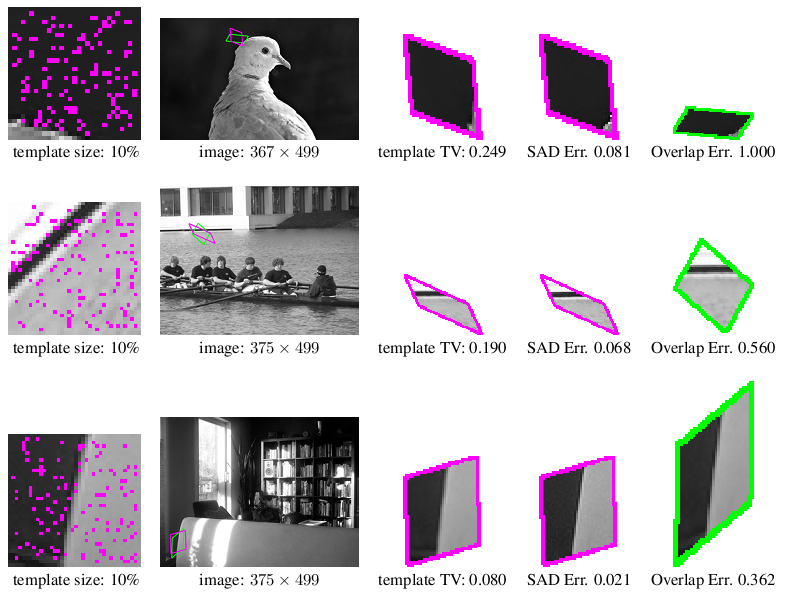 template size: 10%
image: 367 × 499
template TV: 0.249
SAD Err. 0.081
Overlap Err. 1.000
template size: 10%
image: 375 × 499
template TV: 0.190
SAD Err. 0.068
Overlap Err. 0.560
template size: 10%
image: 375 × 499
template TV: 0.080
SAD Err. 0.021
Overlap Err. 0.362